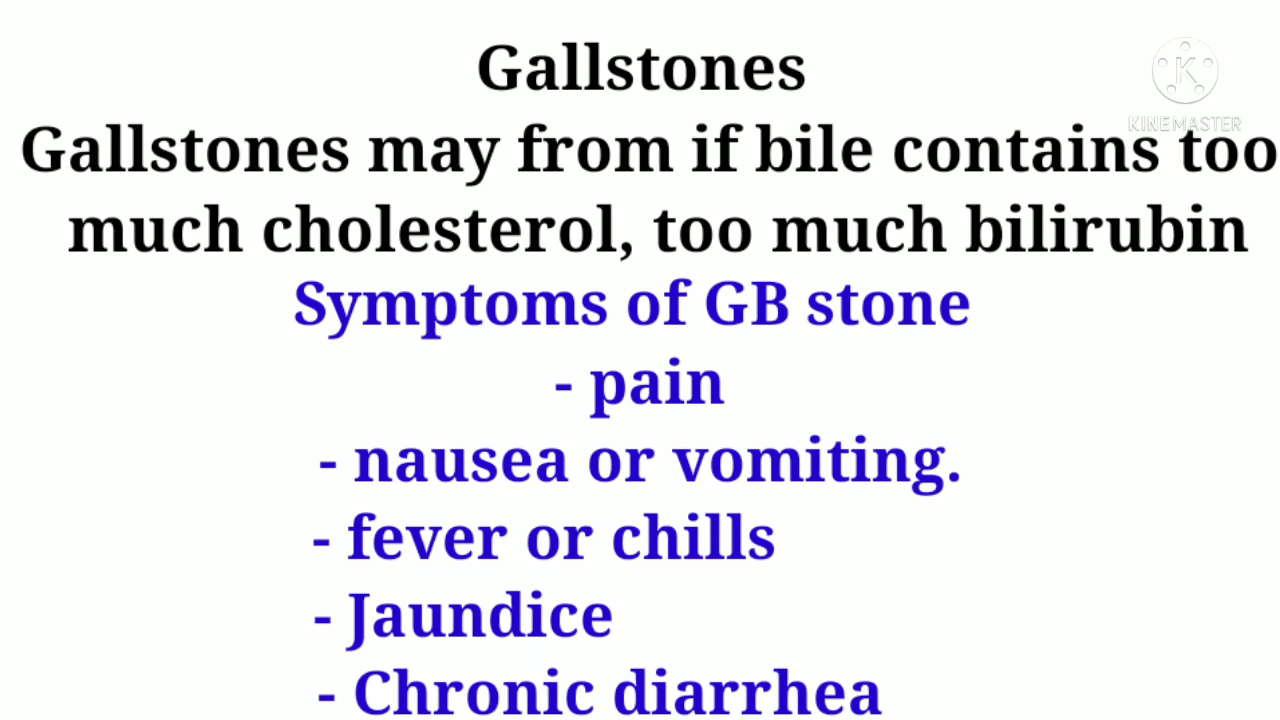 Gallstones
KINEMASTER
Gallstones may from if bile contains too
much cholesterol, too much bilirubin
Symptoms of GB stone
- pain
- nausea or vomiting.
- fever or chills
- Jaundice
- Chronic diarrhea